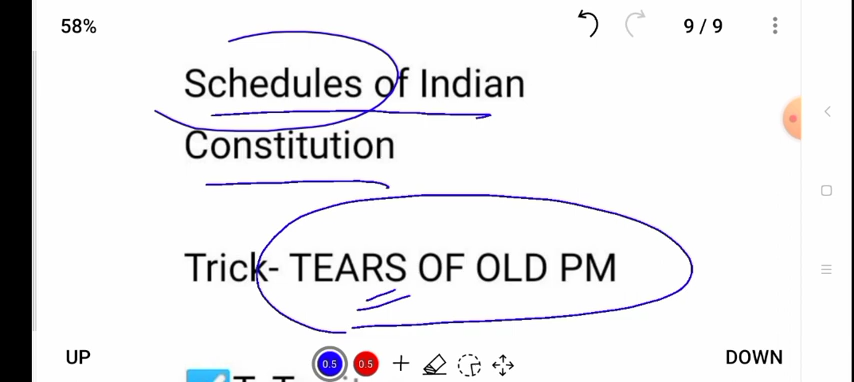 58%
9 / 9
Schedules of Indian
Constitution
Trick- TEARS OF OLD PM
UP
0.5
0.5
DOWN